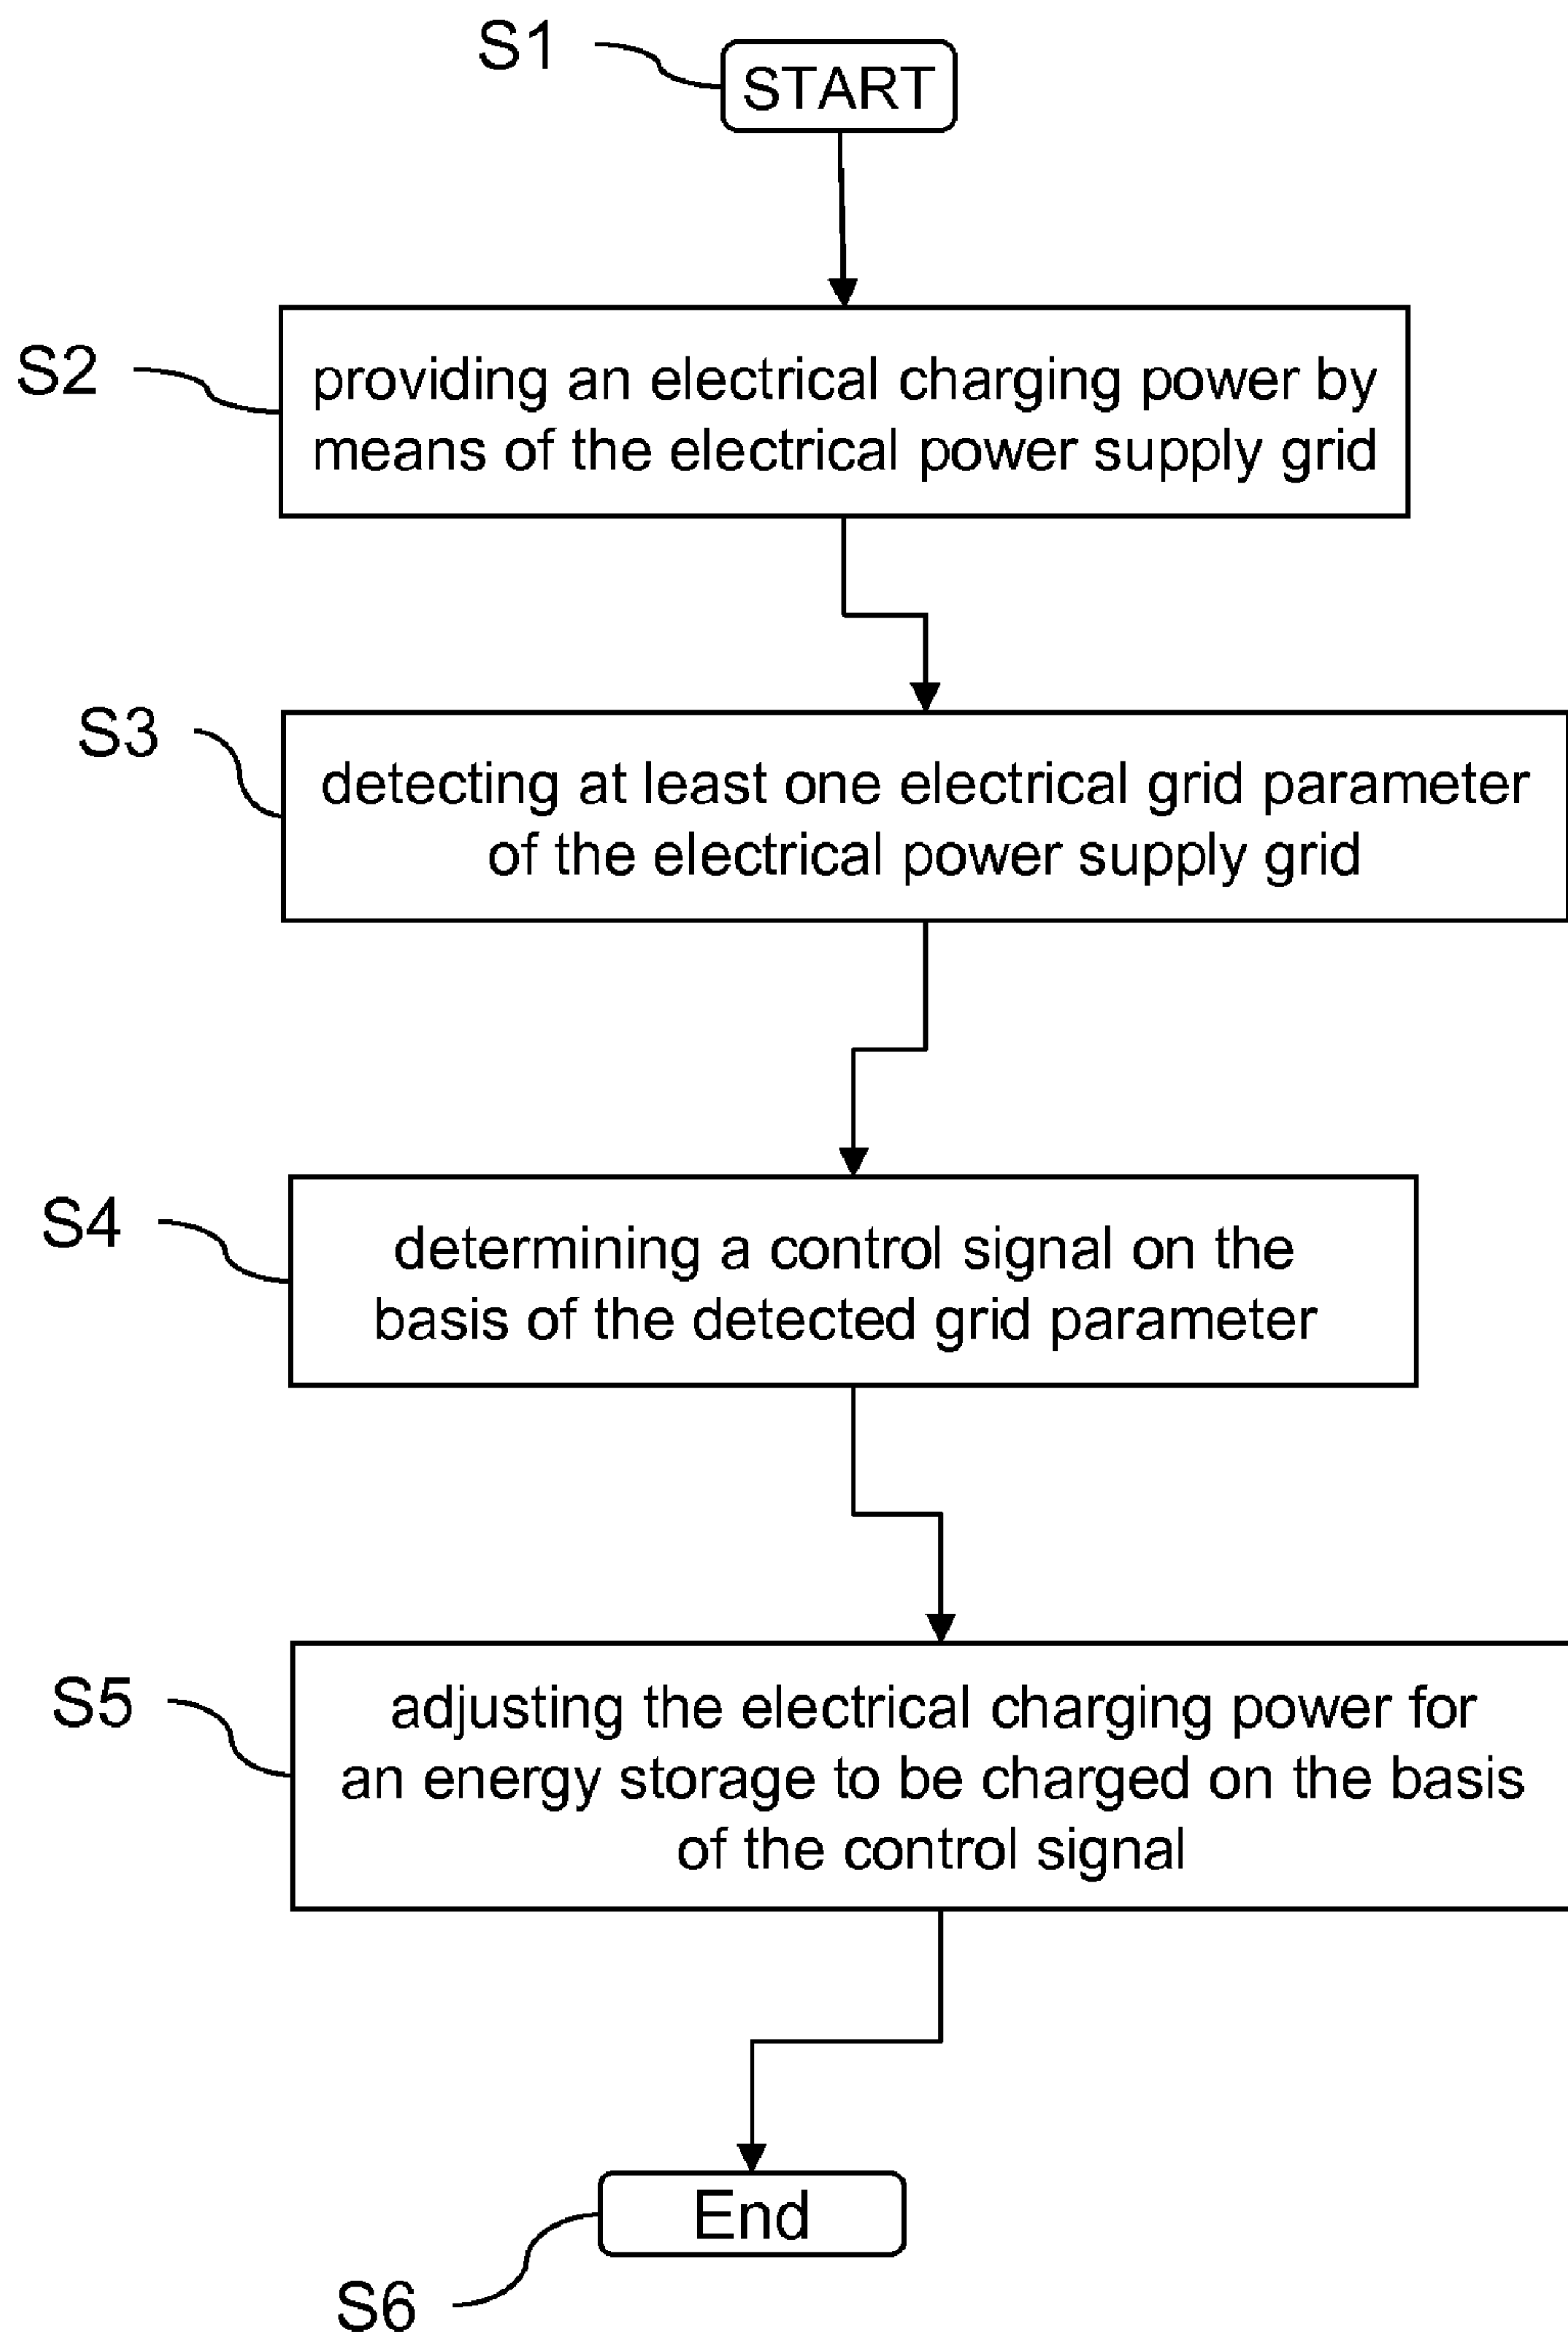 S1
START
S2
providing an electrical charging power by
means of the electrical power supply grid
S3
detecting at least one electrical grid parameter
of the electrical power supply grid
S4
determining a control signal on the
basis of the detected grid parameter
S5
adjusting the electrical charging power for
an energy storage to be charged on the basis
of the control signal
End
S6